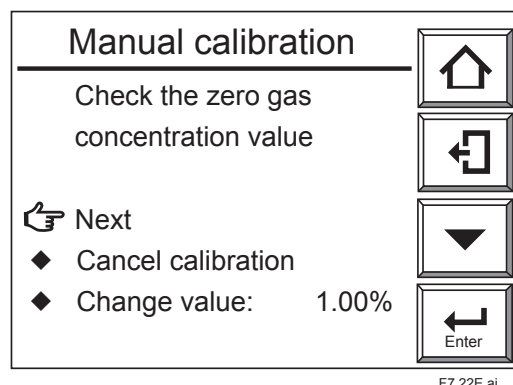 Manual calibration
Check the zero gas
concentration value
Next
Cancel calibration
Change value: 1.00%
Enter
F7.22E.ai